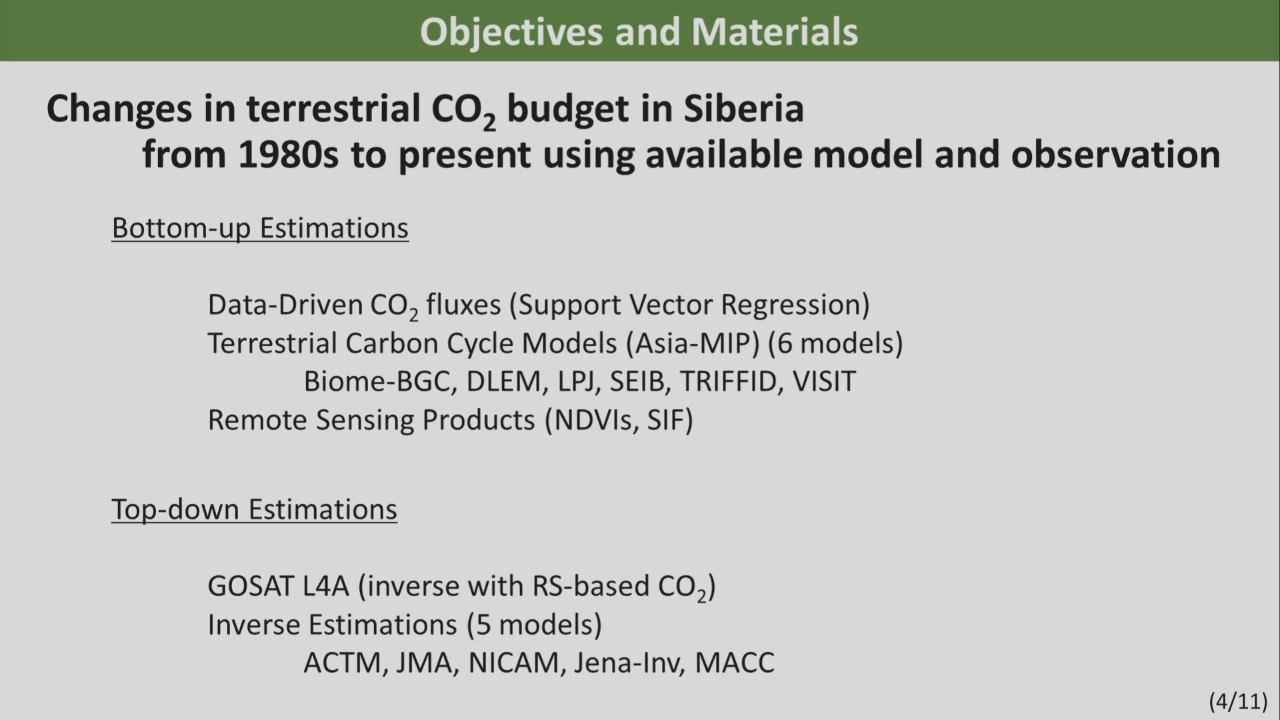 Objectives and Materials
Changes in terrestrial CO₂ budget in Siberia
from 1980s to present using available model and observation
Bottom-up Estimations
Data-Driven CO₂ fluxes (Support Vector Regression)
Terrestrial Carbon Cycle Models (Asia-MIP) (6 models)
Biome-BGC, DLEM, LPJ, SEIB, TRIFFID, VISIT
Remote Sensing Products (NDVIs, SIF)
Top-down Estimations
GOSAT L4A (inverse with RS-based CO₂)
Inverse Estimations (5 models)
ACTM, JMA, NICAM, Jena-Inv, MACC
(4/11)